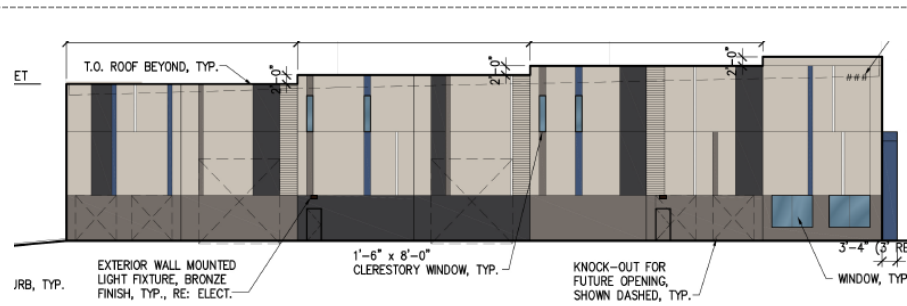 ET
T.O. ROOF BEYOND, TYP.
2'-0"
2'-0"
2'-0"
###
JRB, TYP.
EXTERIOR WALL MOUNTED
LIGHT FIXTURE, BRONZE
FINISH, TYP., RE: ELECT.
1'-6" x 8'-0"
CLERESTORY WINDOW, TYP.
KNOCK-OUT FOR
FUTURE OPENING,
SHOWN DASHED, TYP.
3'-4" (3' RE
WINDOW, TYP